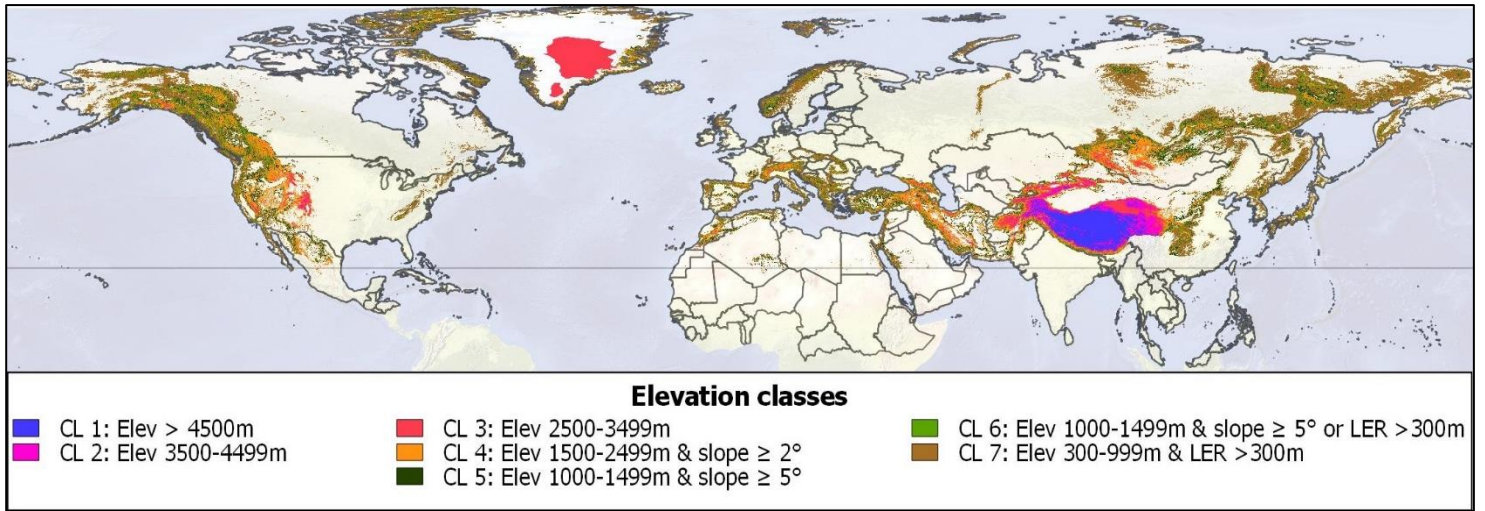 Elevation classes
CL 1: Elev > 4500m
CL 2: Elev 3500-4499m
CL 3: Elev 2500-3499m
CL 4: Elev 1500-2499m & slope ≥ 2°
CL 5: Elev 1000-1499m & slope ≥ 5°
CL 6: Elev 1000-1499m & slope ≥ 5° or LER >300m
CL 7: Elev 300-999m & LER >300m